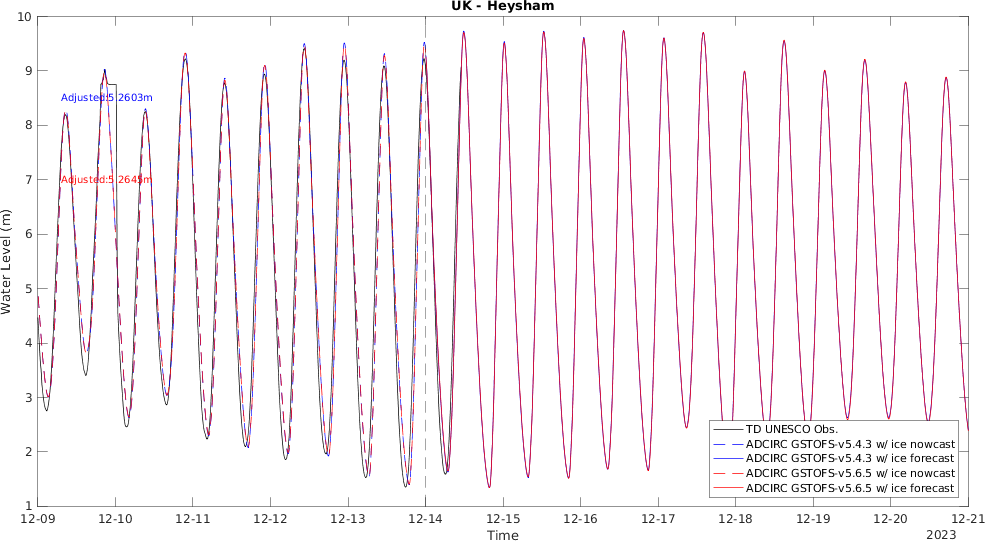 UK - Heysham
10
9
8
7
6
5
4
3
2
1
Water Level (m)
Adjusted:5.2603m
Adjusted:5.2645m
TD UNESCO Obs.
ADCIRC GSTOFS-v5.4.3 w/ ice nowcast
ADCIRC GSTOFS-v5.4.3 w/ ice forecast
ADCIRC GSTOFS-v5.6.5 w/ ice nowcast
ADCIRC GSTOFS-v5.6.5 w/ ice forecast
12-09 12-10 12-11 12-12 12-13 12-14 12-15 12-16 12-17 12-18 12-19 12-20 12-21
Time
2023